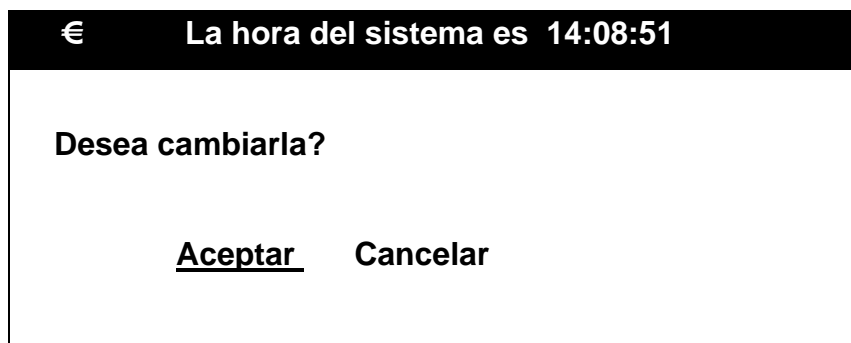 € La hora del sistema es 14:08:51
Desea cambiarla?
Aceptar Cancelar